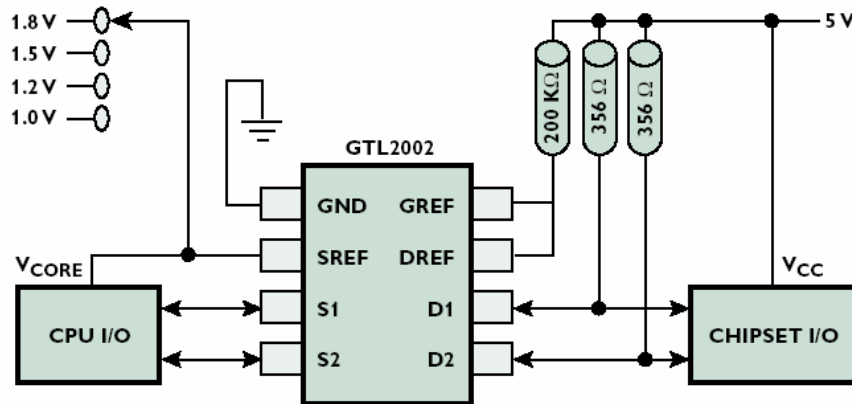 1.8 V
1.5 V
1.2 V
1.0 V
5 V
200 KΩ
356 Ω
356 Ω
GTL2002
GND
GREF
SREF
DREF
S1
D1
S2
D2
VCORE
CPU I/O
VCC
CHIPSET I/O